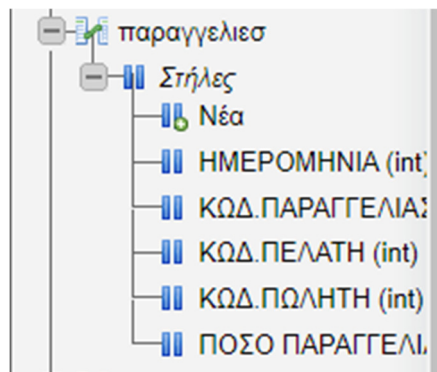 παραγγελιεσ
Στήλες
Νέα
ΗΜΕΡΟΜΗΝΙΑ (int)
ΚΩΔ.ΠΑΡΑΓΓΕΛΙΑΣ
ΚΩΔ.ΠΕΛΑΤΗ (int)
ΚΩΔ.ΠΩΛΗΤΗ (int)
ΠΟΣΟ ΠΑΡΑΓΓΕΛΙ